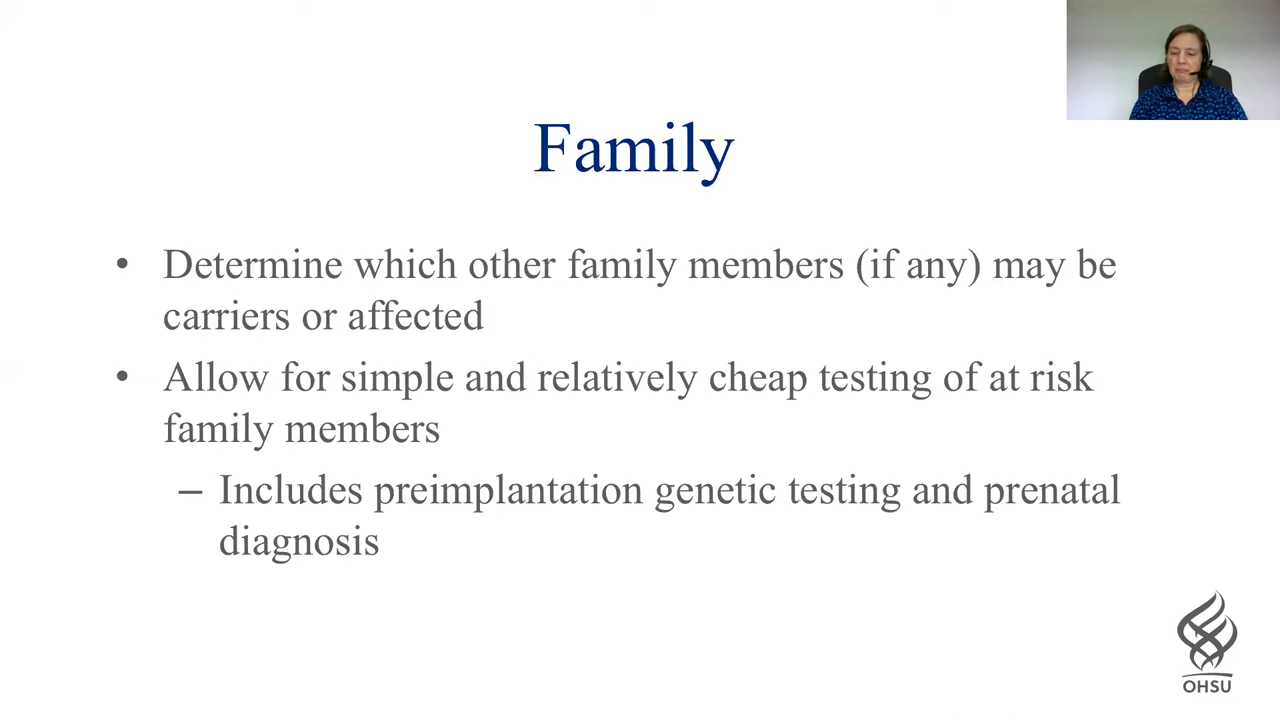 Family
• Determine which other family members (if any) may be
carriers or affected
• Allow for simple and relatively cheap testing of at risk
family members
– Includes preimplantation genetic testing and prenatal
diagnosis
OHSU